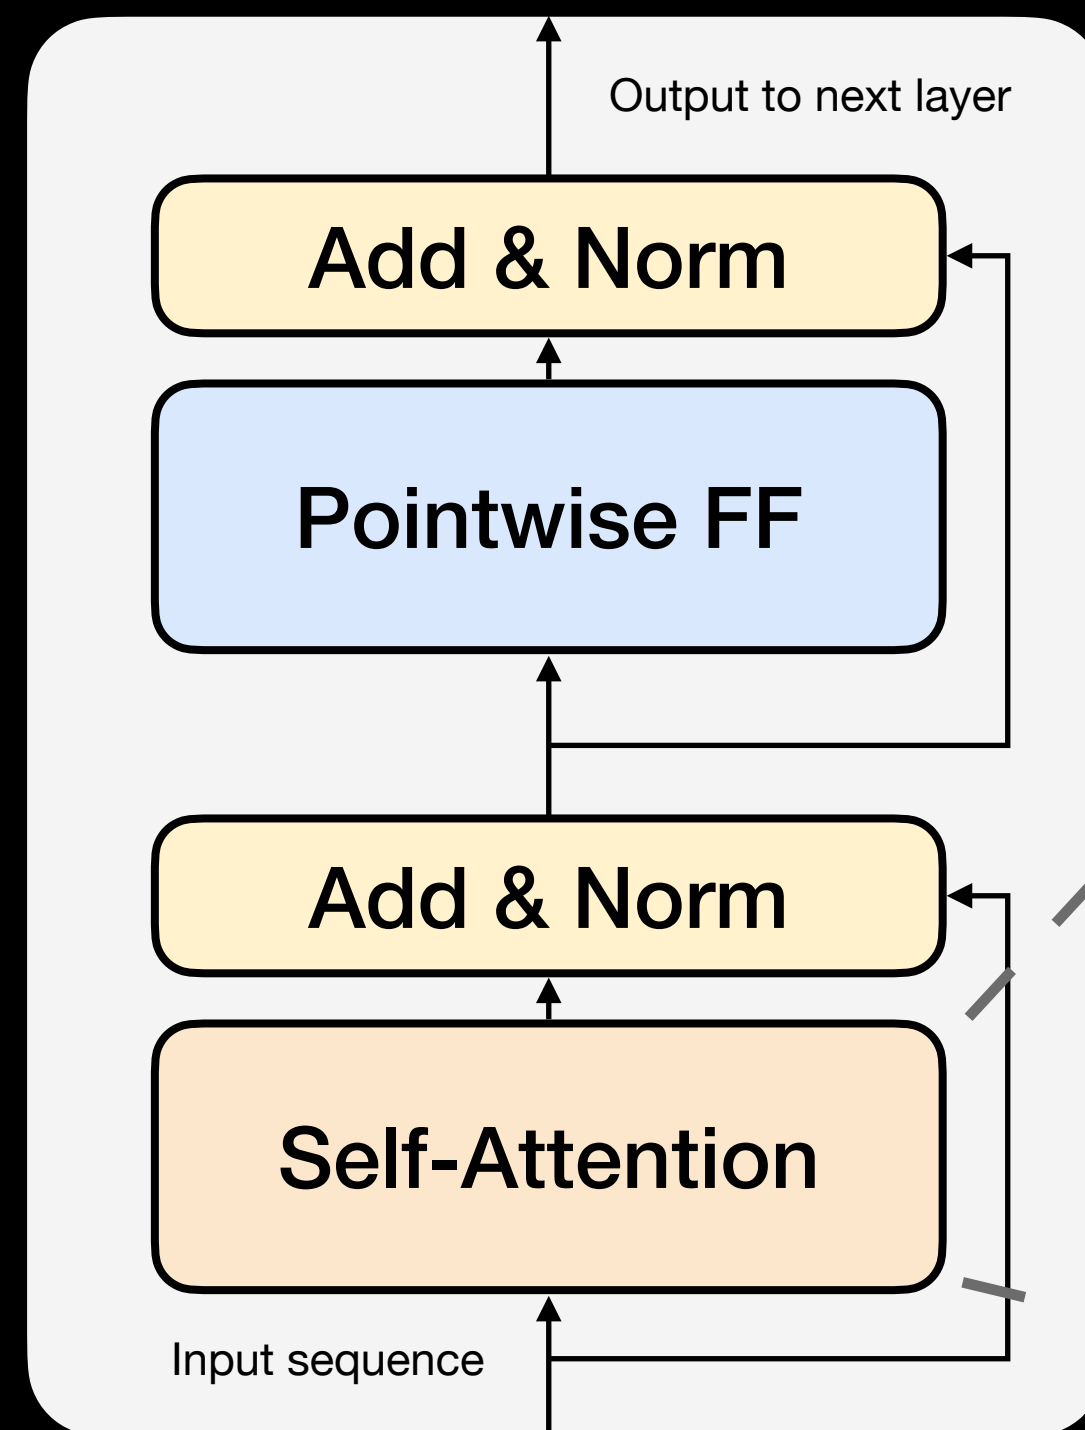 Output to next layer
Add & Norm
Pointwise FF
Add & Norm
Self-Attention
Input sequence